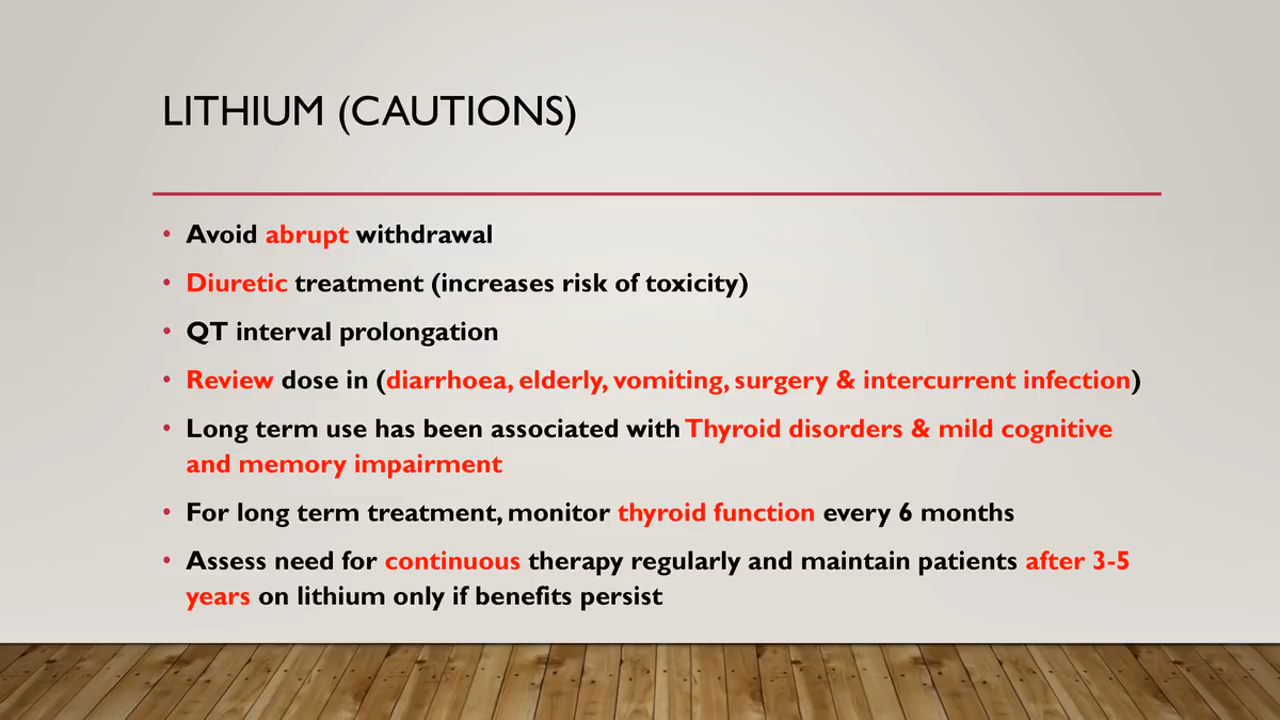 LITHIUM (CAUTIONS)
• Avoid abrupt withdrawal
• Diuretic treatment (increases risk of toxicity)
• QT interval prolongation
• Review dose in (diarrhoea, elderly, vomiting, surgery & intercurrent infection)
• Long term use has been associated with Thyroid disorders & mild cognitive
and memory impairment
• For long term treatment, monitor thyroid function every 6 months
• Assess need for continuous therapy regularly and maintain patients after 3-5
years on lithium only if benefits persist